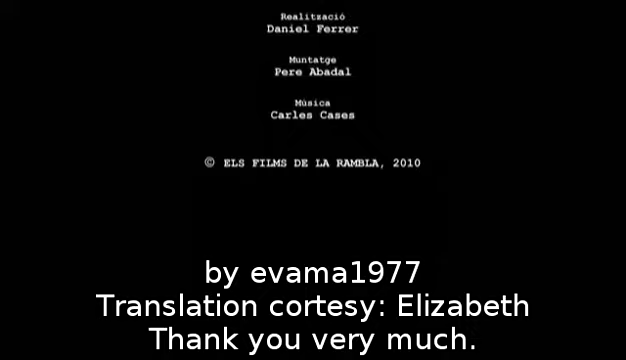 Realització
Daniel Ferrer
Muntatge
Pere Abadal
Música
Carles Cases
© ELS FILMS DE LA RAMBLA, 2010
by evama1977
Translation cortesy: Elizabeth
Thank you very much.